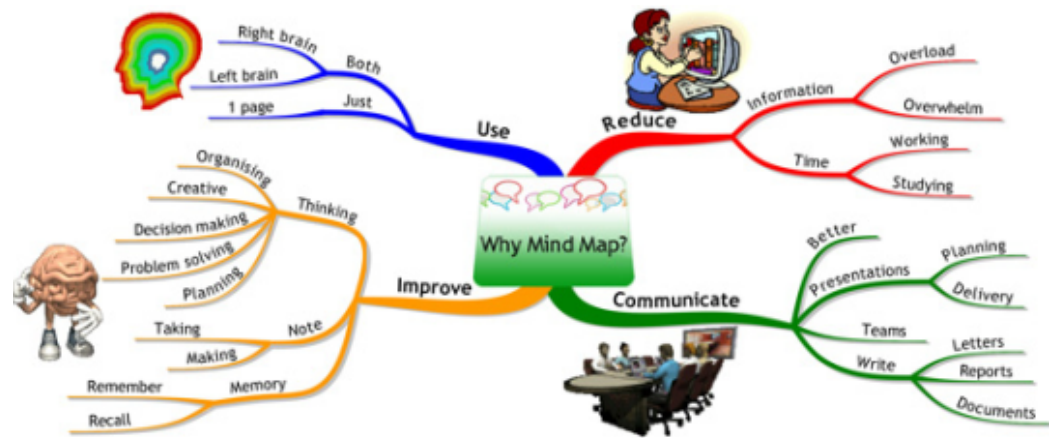 Why Mind Map?
Use
Both
Right brain
Left brain
Just
1 page
Reduce
Information
Overload
Overwhelm
Time
Working
Studying
Improve
Thinking
Organising
Creative
Decision making
Problem solving
Planning
Note
Taking
Making
Memory
Remember
Recall
Communicate
Better
Presentations
Planning
Delivery
Teams
Write
Letters
Reports
Documents